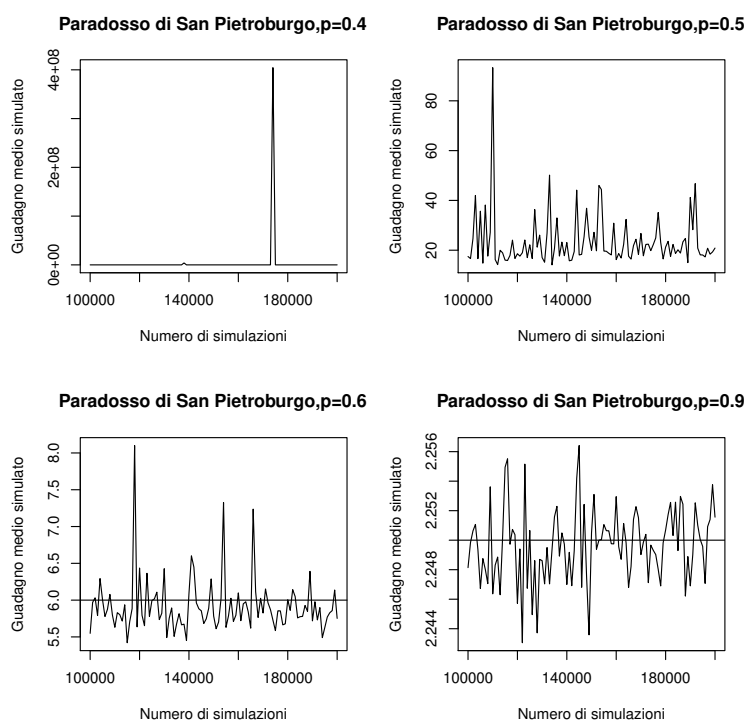 Paradosso di San Pietroburgo,p=0.4
Guadagno medio simulato
4e+08
2e+08
0e+00
100000 140000 180000
Numero di simulazioni
Paradosso di San Pietroburgo,p=0.5
Guadagno medio simulato
80
60
40
20
100000 140000 180000
Numero di simulazioni
Paradosso di San Pietroburgo,p=0.6
Guadagno medio simulato
8.0
7.5
7.0
6.5
6.0
5.5
100000 140000 180000
Numero di simulazioni
Paradosso di San Pietroburgo,p=0.9
Guadagno medio simulato
2.256
2.252
2.248
2.244
100000 140000 180000
Numero di simulazioni